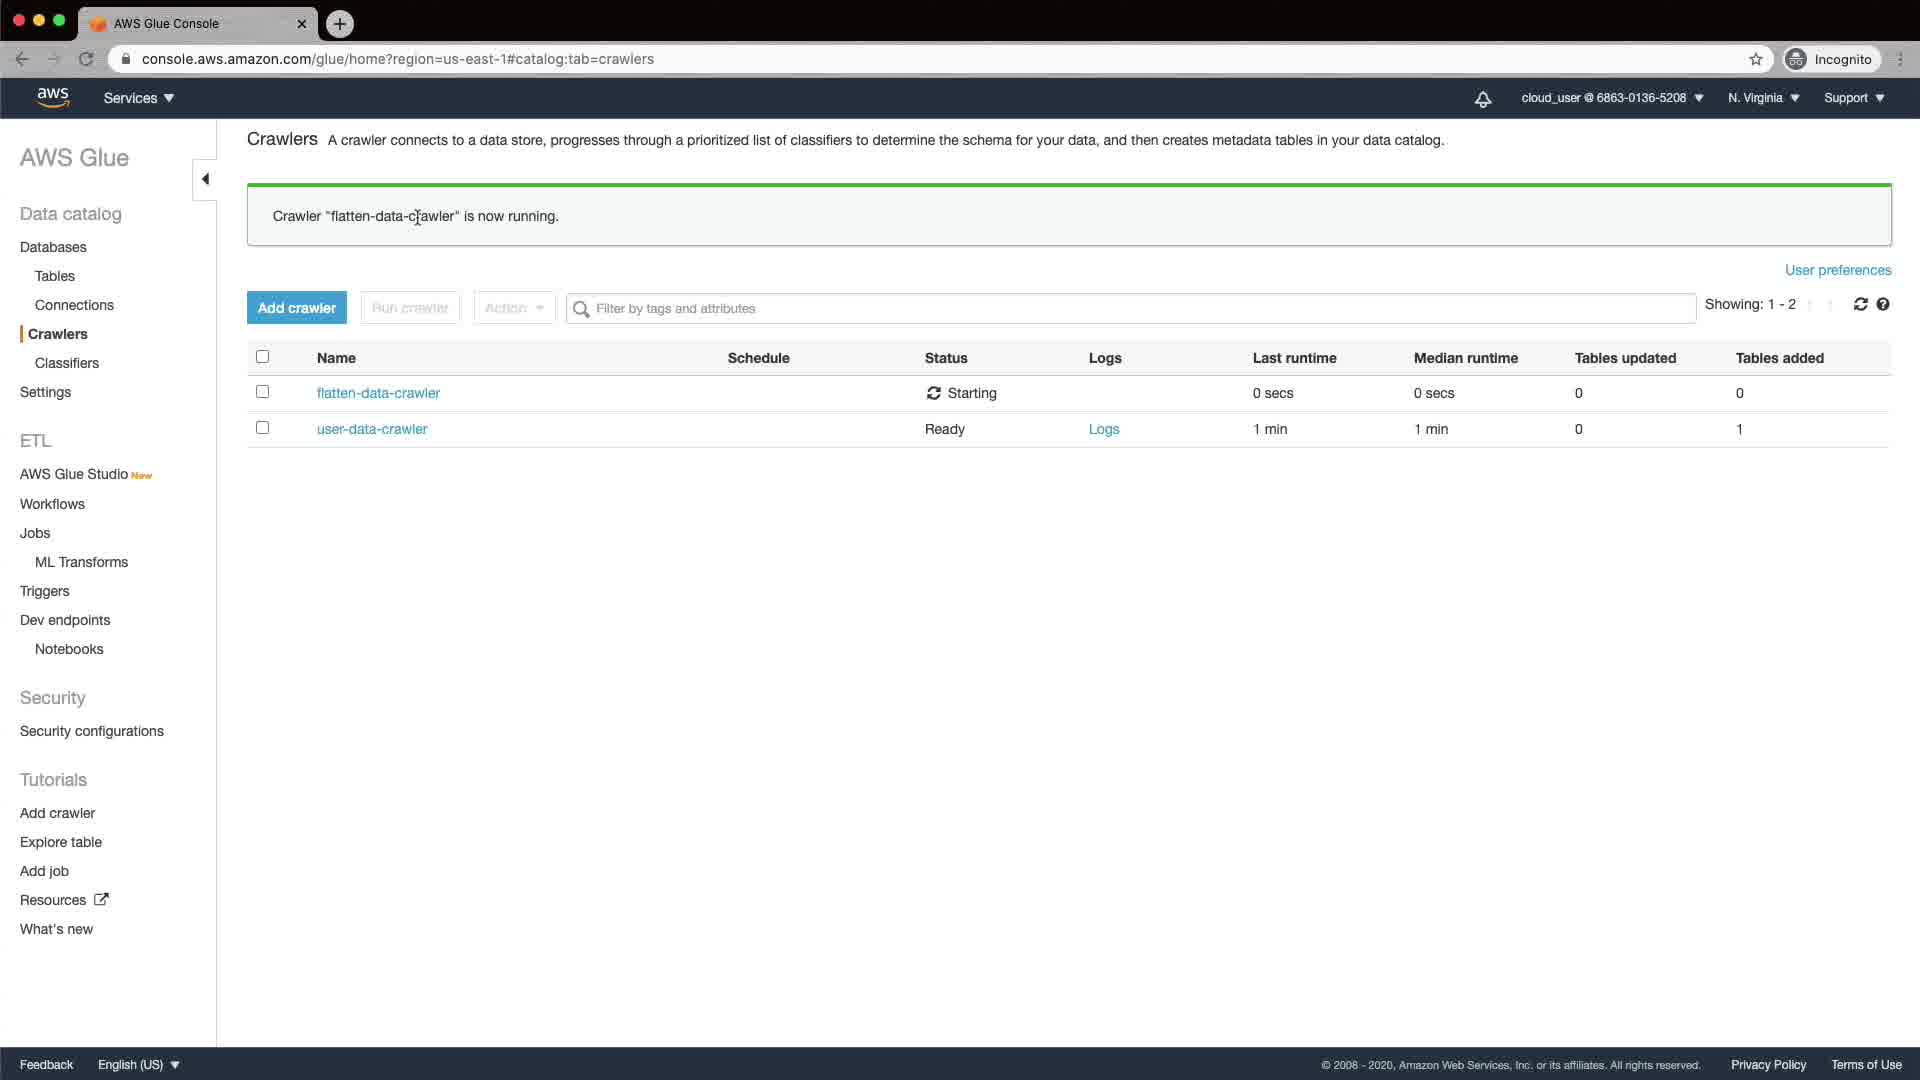 AWS Glue Console
console.aws.amazon.com/glue/home?region=us-east-1#catalog:tab=crawlers
Incognito
aws
Services
cloud_user @ 6863-0136-5208
N. Virginia
Support
AWS Glue
Data catalog
Databases
Tables
Connections
Crawlers
Classifiers
Settings
ETL
AWS Glue Studio New
Workflows
Jobs
ML Transforms
Triggers
Dev endpoints
Notebooks
Security
Security configurations
Tutorials
Add crawler
Explore table
Add job
Resources
What's new
Crawlers A crawler connects to a data store, progresses through a prioritized list of classifiers to determine the schema for your data, and then creates metadata tables in your data catalog.
Crawler "flatten-data-crawler" is now running.
User preferences
Add crawler Run crawler Action Filter by tags and attributes Showing: 1 - 2
Name Schedule Status Logs Last runtime Median runtime Tables updated Tables added
flatten-data-crawler Starting 0 secs 0 secs 0 0
user-data-crawler Ready Logs 1 min 1 min 0 1
Feedback English (US) © 2008 - 2020, Amazon Web Services, Inc. or its affiliates. All rights reserved. Privacy Policy Terms of Use